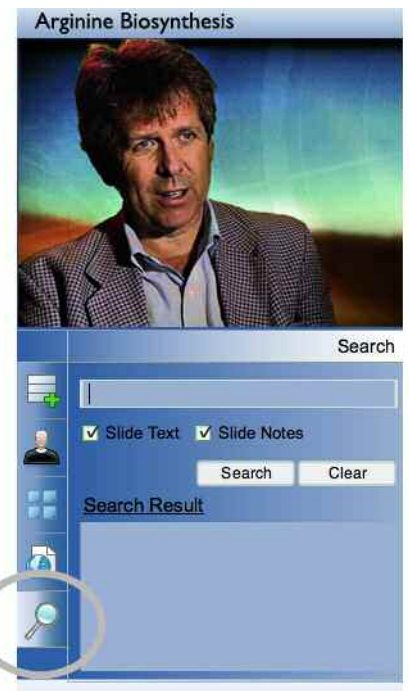 Arginine Biosynthesis
Search
Slide Text Slide Notes
Search Clear
Search Result